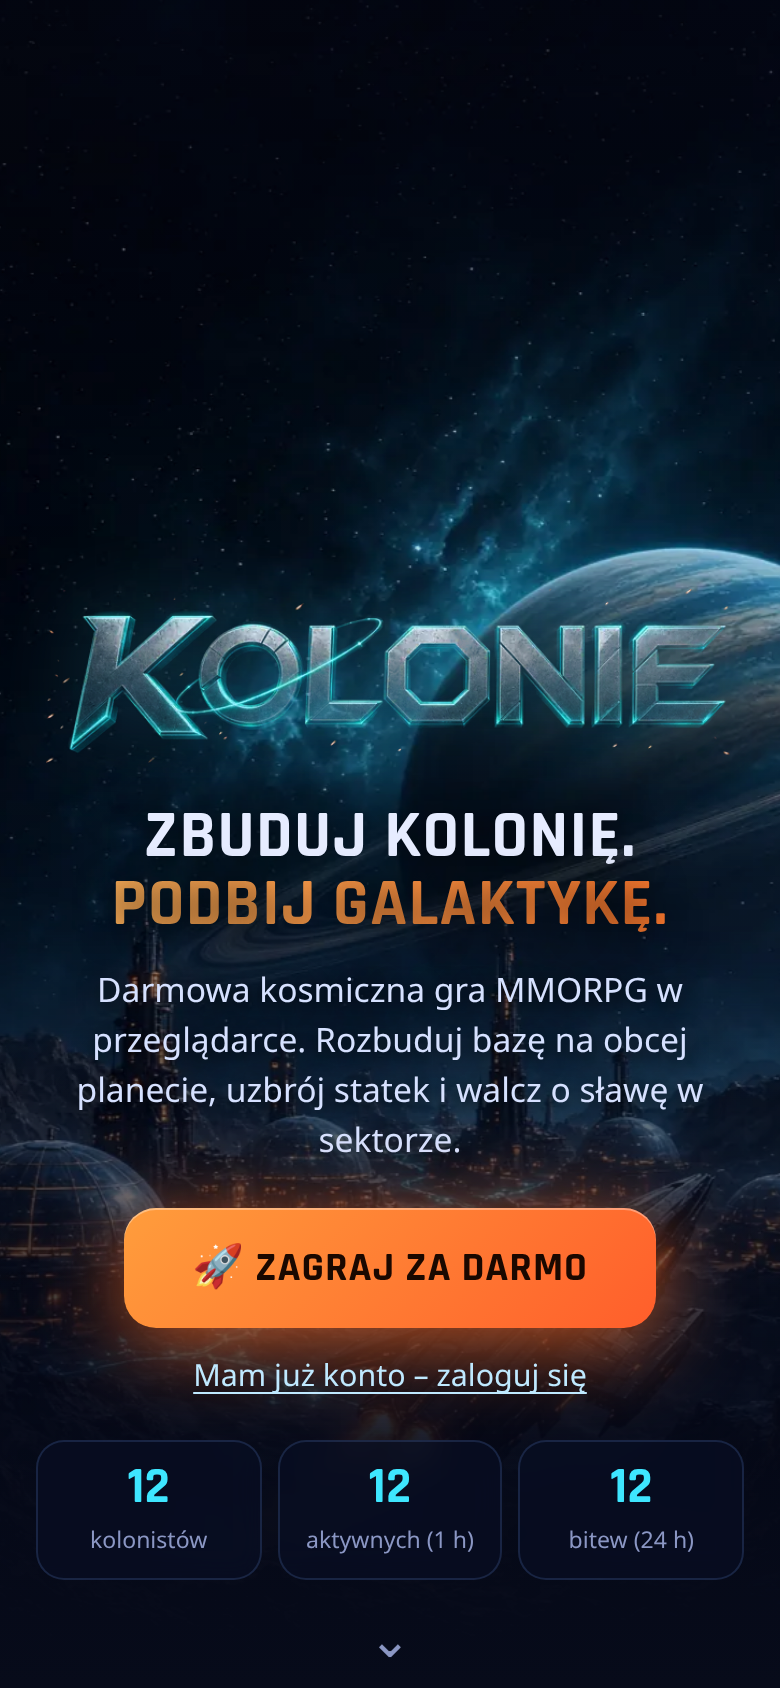 KOLONIE
ZBUDUJ KOLONIĘ.
PODBIJ GALAKTYKĘ.
Darmowa kosmiczna gra MMORPG w
przeglądarce. Rozbuduj bazę na obcej
planecie, uzbrój statek i walcz o sławę w
sektorze.
🚀 ZAGRAJ ZA DARMO
Mam już konto – zaloguj się
12 12 12
kolonistów aktywnych (1 h) bitew (24 h)